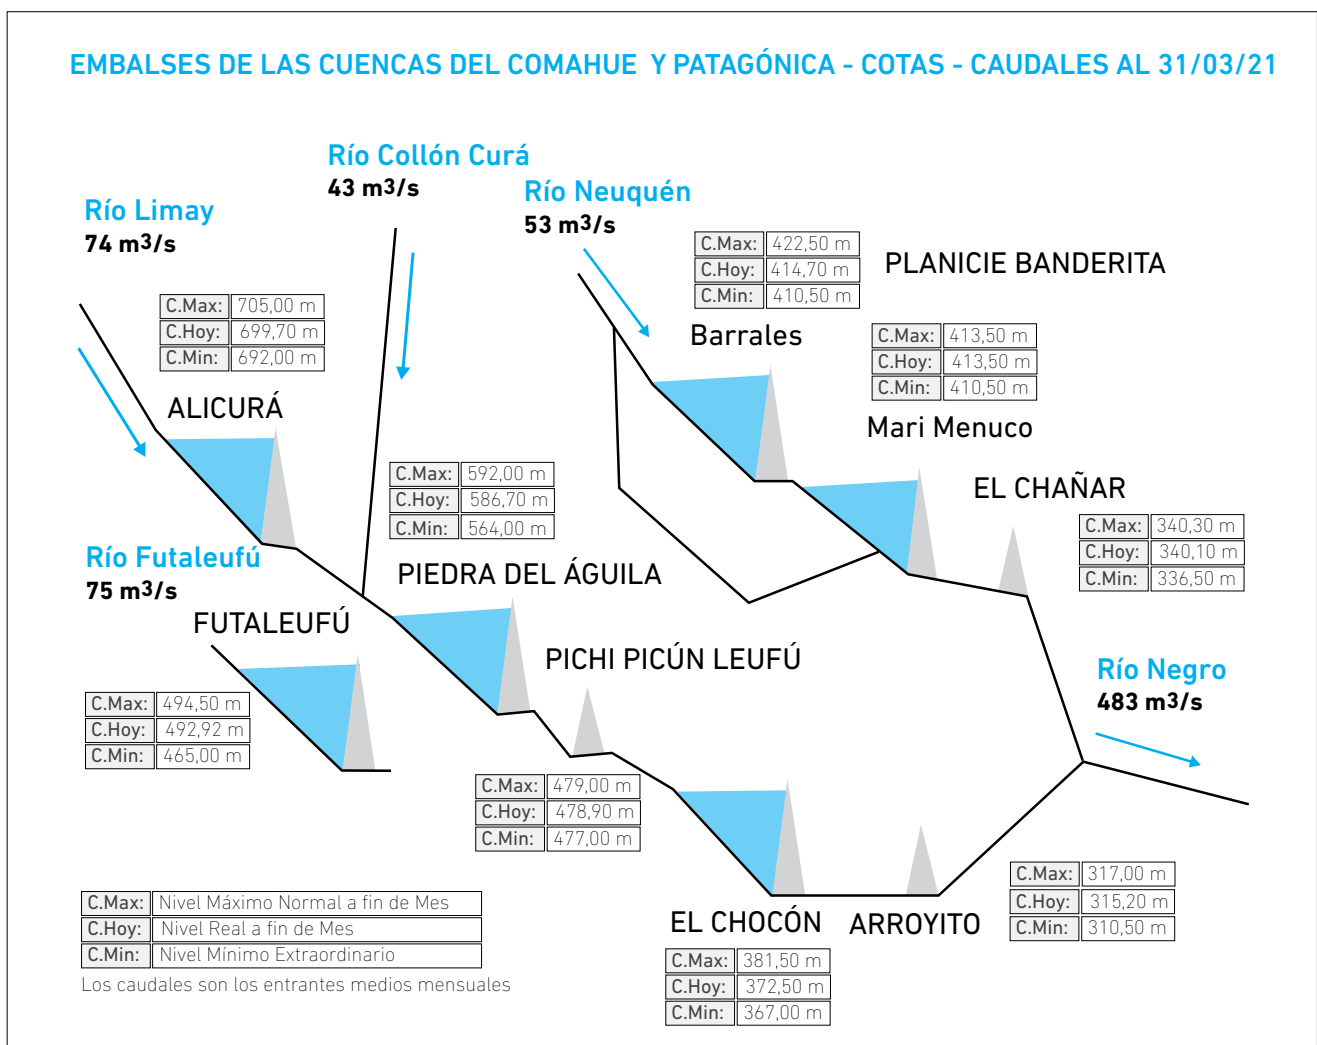 EMBALSES DE LAS CUENCAS DEL COMAHUE Y PATAGÓNICA - COTAS - CAUDALES AL 31/03/21
Río Collón Curá
43 m3/s
Río Neuquén
53 m3/s
Río Limay
74 m3/s
C.Max: 422,50 m
C.Hoy: 414,70 m
C.Min: 410,50 m
PLANICIE BANDERITA
Barrales
C.Max: 705,00 m
C.Hoy: 699,70 m
C.Min: 692,00 m
ALICURÁ
C.Max: 413,50 m
C.Hoy: 413,50 m
C.Min: 410,50 m
Mari Menuco
C.Max: 592,00 m
C.Hoy: 586,70 m
C.Min: 564,00 m
PIEDRA DEL ÁGUILA
EL CHAÑAR
C.Max: 340,30 m
C.Hoy: 340,10 m
C.Min: 336,50 m
Río Futaleufú
75 m3/s
FUTALEUFÚ
C.Max: 494,50 m
C.Hoy: 492,92 m
C.Min: 465,00 m
PICHI PICÚN LEUFÚ
C.Max: 479,00 m
C.Hoy: 478,90 m
C.Min: 477,00 m
Río Negro
483 m3/s
C.Max: 317,00 m
C.Hoy: 315,20 m
C.Min: 310,50 m
EL CHOCÓN
ARROYITO
C.Max: 381,50 m
C.Hoy: 372,50 m
C.Min: 367,00 m
C.Max: Nivel Máximo Normal a fin de Mes
C.Hoy: Nivel Real a fin de Mes
C.Min: Nivel Mínimo Extraordinario
Los caudales son los entrantes medios mensuales